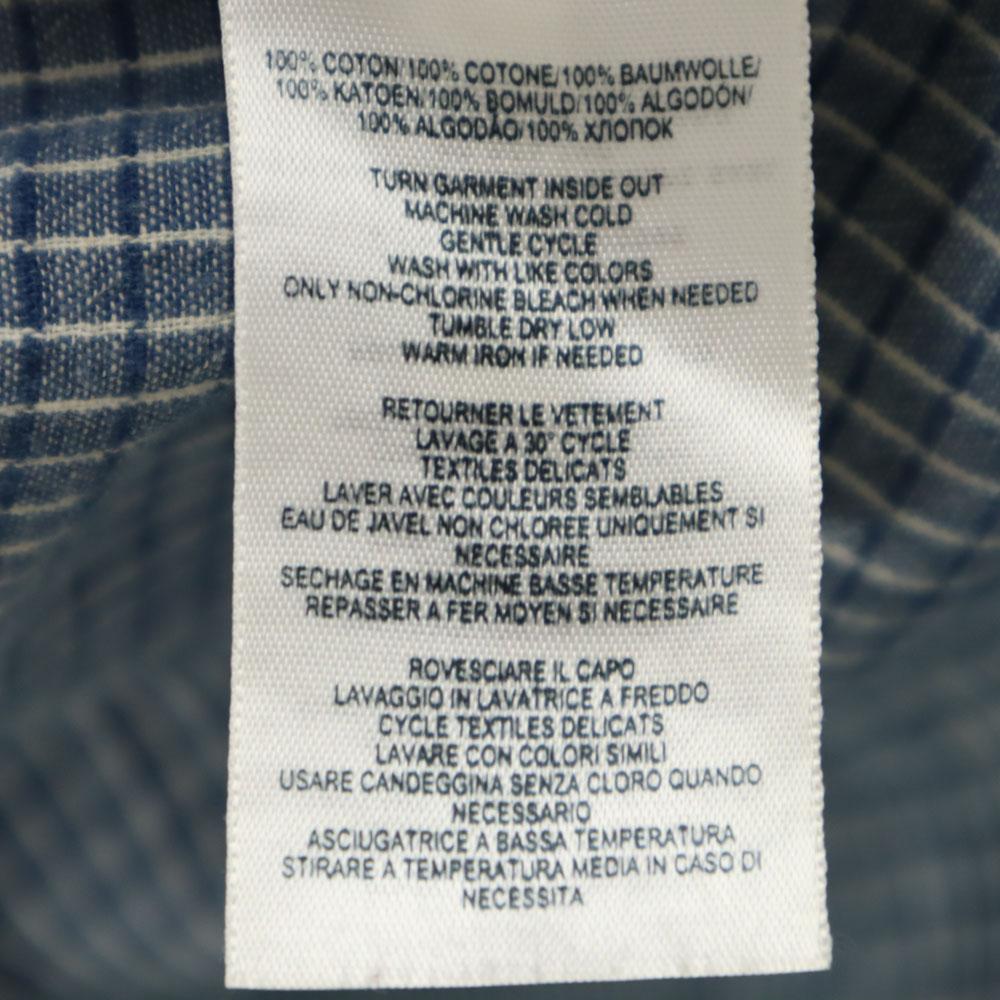 100% COTON/100% COTONE/100% BAUMWOLLE/
100% KATOEN/100% BOMULD/100% ALGODÓN/
100% ALGODÃO/100% ХЛОПОК
TURN GARMENT INSIDE OUT
MACHINE WASH COLD
GENTLE CYCLE
WASH WITH LIKE COLORS
ONLY NON-CHLORINE BLEACH WHEN NEEDED
TUMBLE DRY LOW
WARM IRON IF NEEDED
RETOURNER LE VETEMENT
LAVAGE A 30° CYCLE
TEXTILES DELICATS
LAVER AVEC COULEURS SEMBLABLES
EAU DE JAVEL NON CHLOREE UNIQUEMENT SI
NECESSAIRE
SECHAGE EN MACHINE BASSE TEMPERATURE
REPASSER A FER MOYEN SI NECESSAIRE
ROVESCIARE IL CAPO
LAVAGGIO IN LAVATRICE A FREDDO
CYCLE TEXTILES DELICATS
LAVARE CON COLORI SIMILI
USARE CANDEGGINA SENZA CLORO QUANDO
NECESSARIO
ASCIUGATRICE A BASSA TEMPERATURA
STIRARE A TEMPERATURA MEDIA IN CASO DI
NECESSITA